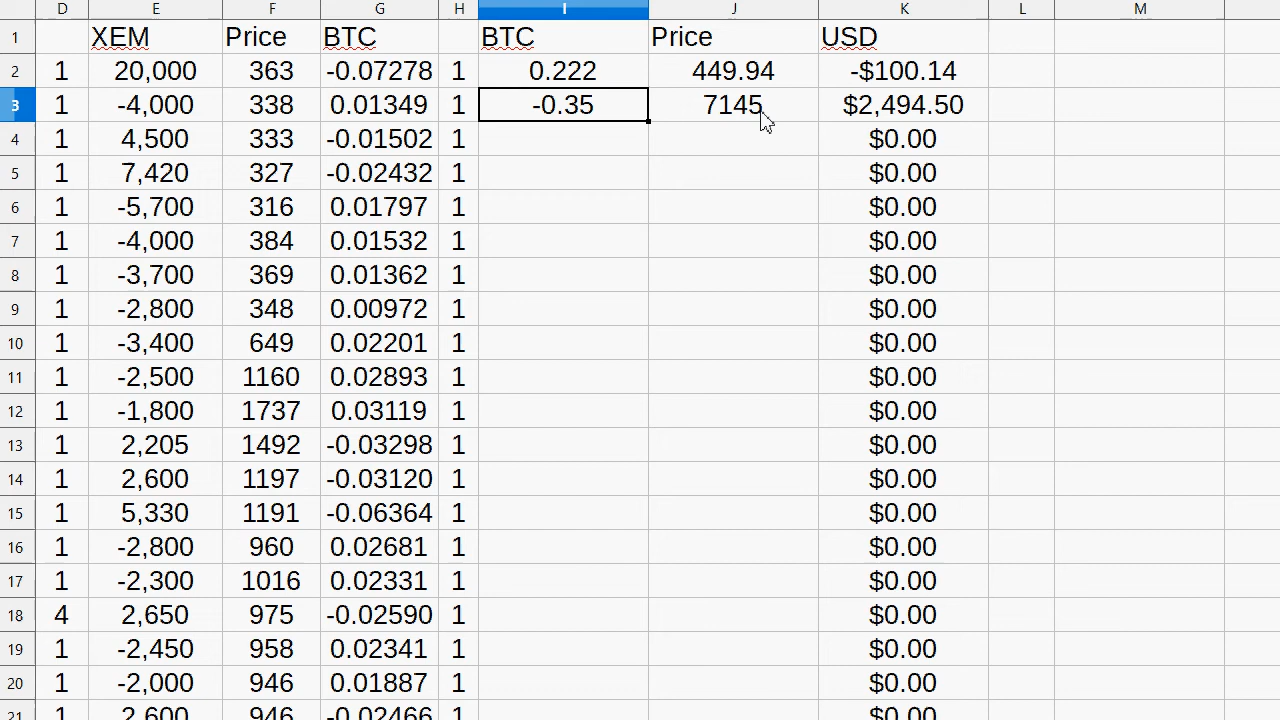 D E F G H I J K L M
1 XEM Price BTC BTC Price USD
2 1 20,000 363 -0.07278 1 0.222 449.94 -$100.14
3 1 -4,000 338 0.01349 1 -0.35 7145 $2,494.50
4 1 4,500 333 -0.01502 1 $0.00
5 1 7,420 327 -0.02432 1 $0.00
6 1 -5,700 316 0.01797 1 $0.00
7 1 -4,000 384 0.01532 1 $0.00
8 1 -3,700 369 0.01362 1 $0.00
9 1 -2,800 348 0.00972 1 $0.00
10 1 -3,400 649 0.02201 1 $0.00
11 1 -2,500 1160 0.02893 1 $0.00
12 1 -1,800 1737 0.03119 1 $0.00
13 1 2,205 1492 -0.03298 1 $0.00
14 1 2,600 1197 -0.03120 1 $0.00
15 1 5,330 1191 -0.06364 1 $0.00
16 1 -2,800 960 0.02681 1 $0.00
17 1 -2,300 1016 0.02331 1 $0.00
18 4 2,650 975 -0.02590 1 $0.00
19 1 -2,450 958 0.02341 1 $0.00
20 1 -2,000 946 0.01887 1 $0.00
21 1 2,600 946 -0.02466 1 $0.00